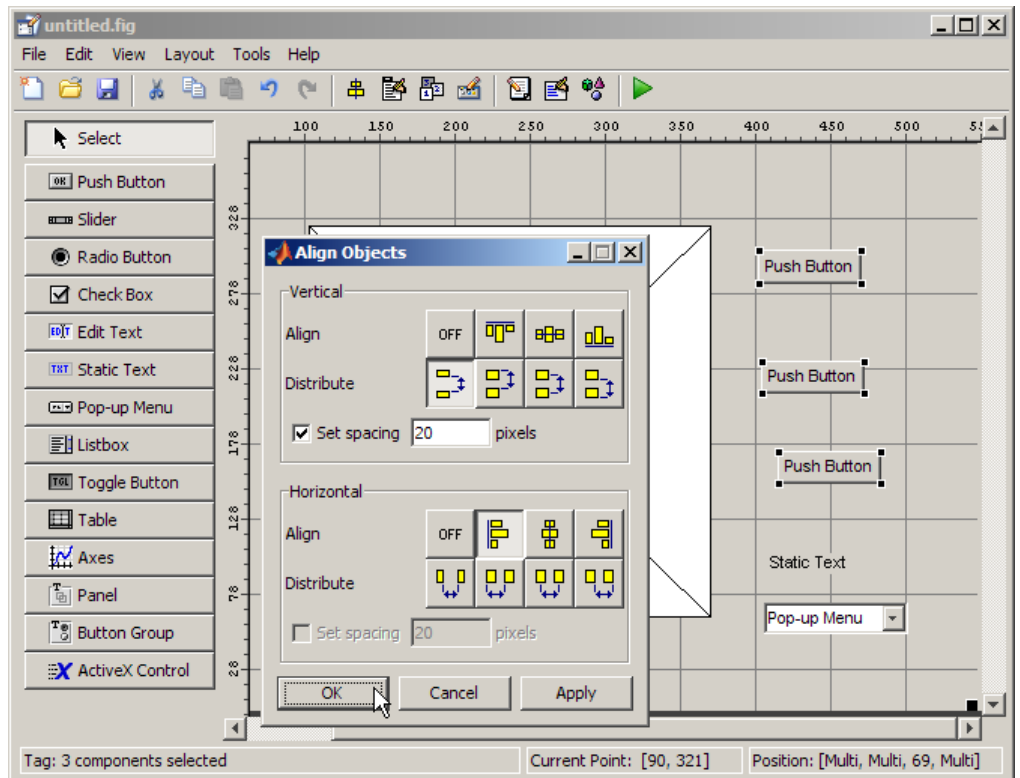 untitled.fig
File Edit View Layout Tools Help
Select
Push Button
Slider
Radio Button
Check Box
Edit Text
Static Text
Pop-up Menu
Listbox
Toggle Button
Table
Axes
Panel
Button Group
ActiveX Control
100 150 200 250 300 350 400 450 500
328
278
228
178
128
78
28
Align Objects
Vertical
Align OFF
Distribute
Set spacing 20 pixels
Horizontal
Align OFF
Distribute
Set spacing 20 pixels
OK Cancel Apply
Push Button
Push Button
Push Button
Static Text
Pop-up Menu
Tag: 3 components selected
Current Point: [90, 321]
Position: [Multi, Multi, 69, Multi]